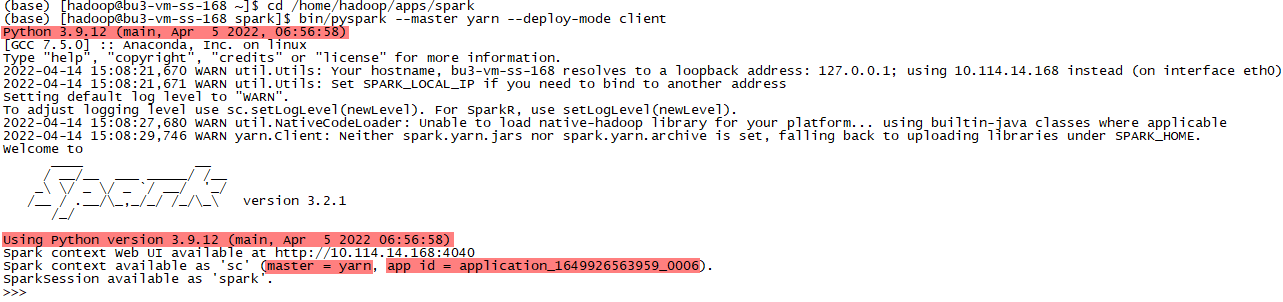 (base) [hadoop@bu3-vm-ss-168 ~]$ cd /home/hadoop/apps/spark
(base) [hadoop@bu3-vm-ss-168 spark]$ bin/pyspark --master yarn --deploy-mode client
Python 3.9.12 (main, Apr  5 2022, 06:56:58)
[GCC 7.5.0] :: Anaconda, Inc. on linux
Type "help", "copyright", "credits" or "license" for more information.
2022-04-14 15:08:21,670 WARN util.Utils: Your hostname, bu3-vm-ss-168 resolves to a loopback address: 127.0.0.1; using 10.114.14.168 instead (on interface eth0)
2022-04-14 15:08:21,671 WARN util.Utils: Set SPARK_LOCAL_IP if you need to bind to another address
Setting default log level to "WARN".
To adjust logging level use sc.setLogLevel(newLevel). For SparkR, use setLogLevel(newLevel).
2022-04-14 15:08:27,680 WARN util.NativeCodeLoader: Unable to load native-hadoop library for your platform... using builtin-java classes where applicable
2022-04-14 15:08:29,746 WARN yarn.Client: Neither spark.yarn.jars nor spark.yarn.archive is set, falling back to uploading libraries under SPARK_HOME.
Welcome to
      ____              __
     / __/__  ___ _____/ /__
    _\ \/ _ \/ _ `/ __/  '_/
   /__ / .__/\_,_/_/ /_/\_\   version 3.2.1
      /_/
Using Python version 3.9.12 (main, Apr  5 2022 06:56:58)
Spark context Web UI available at http://10.114.14.168:4040
Spark context available as 'sc' (master = yarn, app id = application_1649926563959_0006).
SparkSession available as 'spark'.
>>>